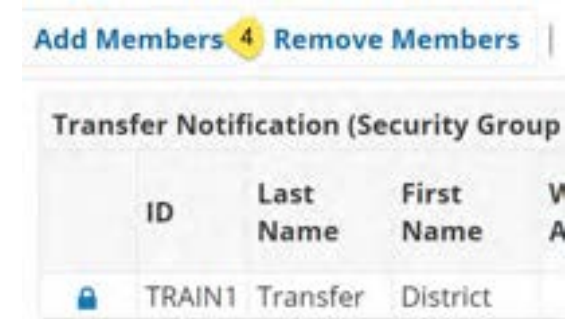 Add Members 4 Remove Members |
Transfer Notification (Security Group
ID Last Name First Name
TRAIN1 Transfer District